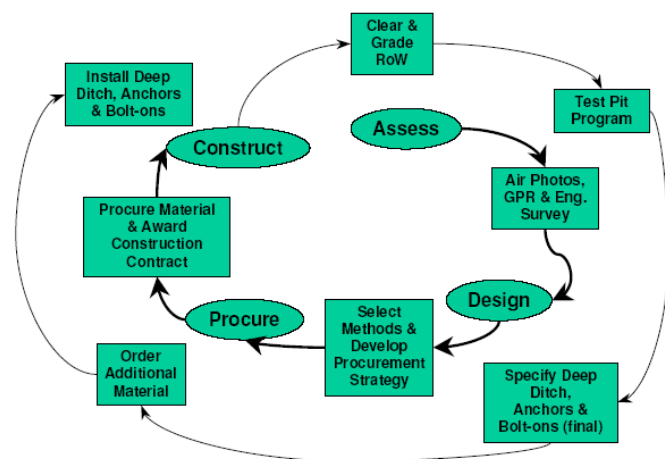 Clear &
Grade
RoW
Install Deep
Ditch, Anchors
& Bolt-ons
Test Pit
Program
Assess
Construct
Air Photos,
GPR & Eng.
Survey
Procure Material
& Award
Construction
Contract
Design
Procure
Select
Methods &
Develop
Procurement
Strategy
Order
Additional
Material
Specify Deep
Ditch,
Anchors &
Bolt-ons (final)